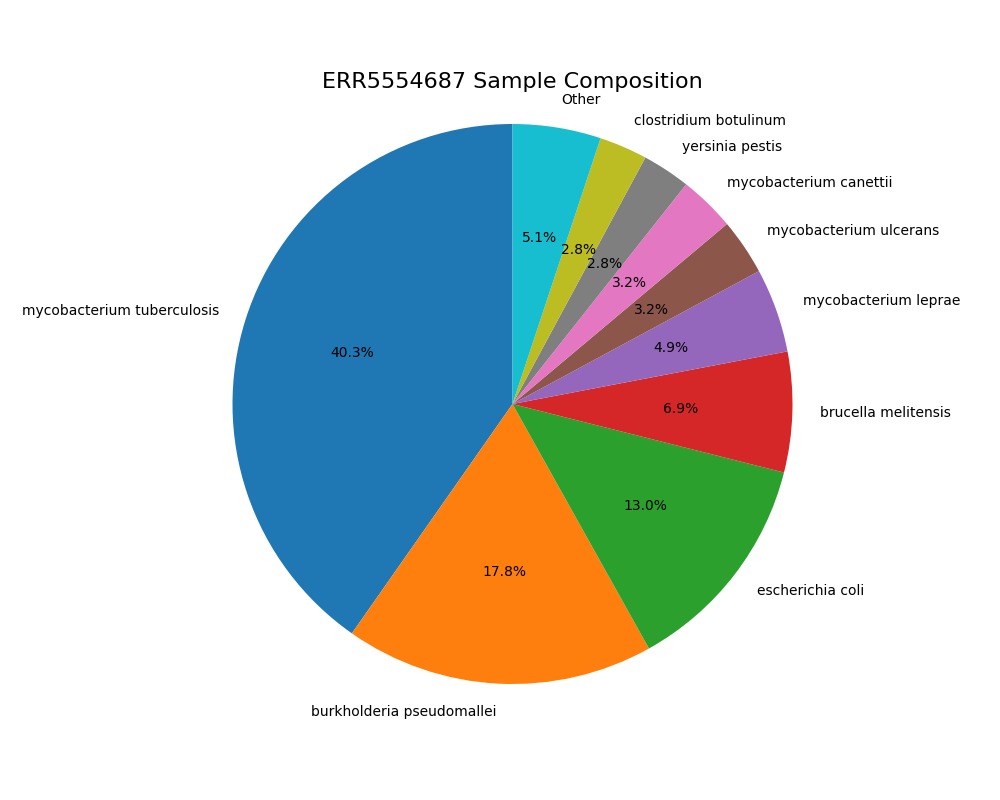 ERR5554687 Sample Composition
Other
clostridium botulinum
yersinia pestis
mycobacterium canettii
mycobacterium ulcerans
mycobacterium leprae
brucella melitensis
escherichia coli
burkholderia pseudomallei
mycobacterium tuberculosis
5.1%
2.8%
2.8%
3.2%
3.2%
4.9%
6.9%
13.0%
17.8%
40.3%